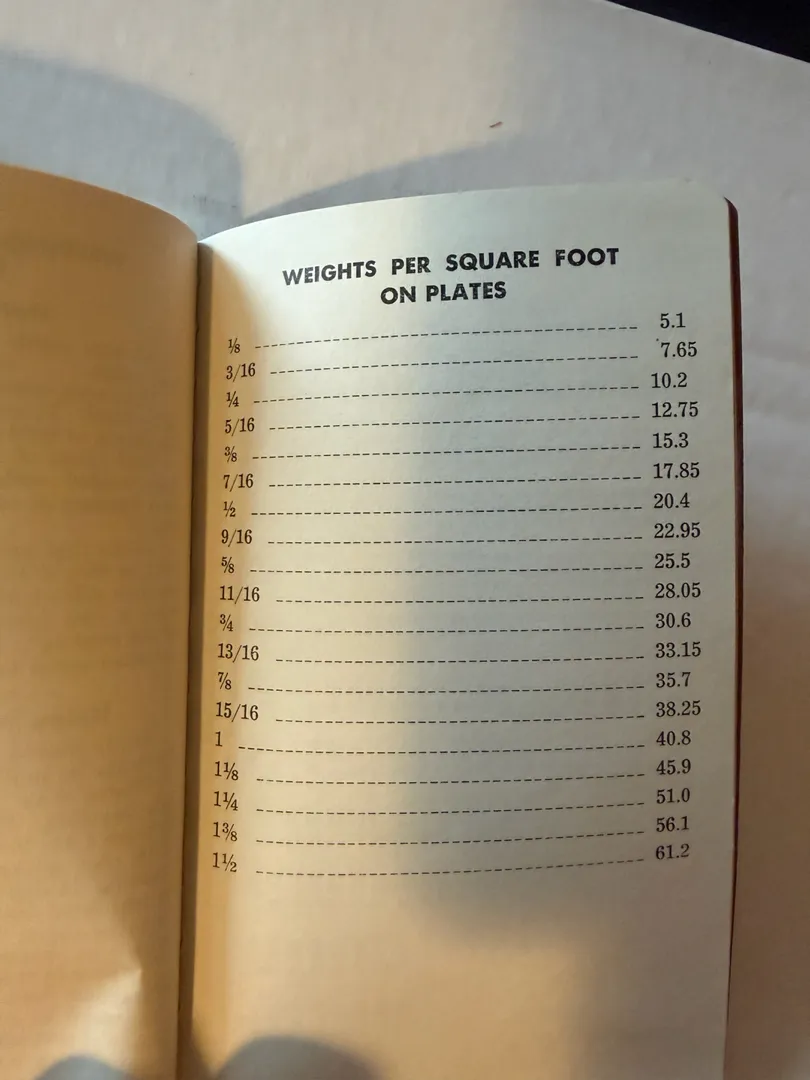 WEIGHTS PER SQUARE FOOT
ON PLATES
⅛ ---------------------------------------- 5.1
3/16 ---------------------------------------- 7.65
¼ ---------------------------------------- 10.2
5/16 ---------------------------------------- 12.75
⅜ ---------------------------------------- 15.3
7/16 ---------------------------------------- 17.85
½ ---------------------------------------- 20.4
9/16 ---------------------------------------- 22.95
⅝ ---------------------------------------- 25.5
11/16 ---------------------------------------- 28.05
¾ ---------------------------------------- 30.6
13/16 ---------------------------------------- 33.15
⅞ ---------------------------------------- 35.7
15/16 ---------------------------------------- 38.25
1 ---------------------------------------- 40.8
1⅛ ---------------------------------------- 45.9
1¼ ---------------------------------------- 51.0
1⅜ ---------------------------------------- 56.1
1½ ---------------------------------------- 61.2